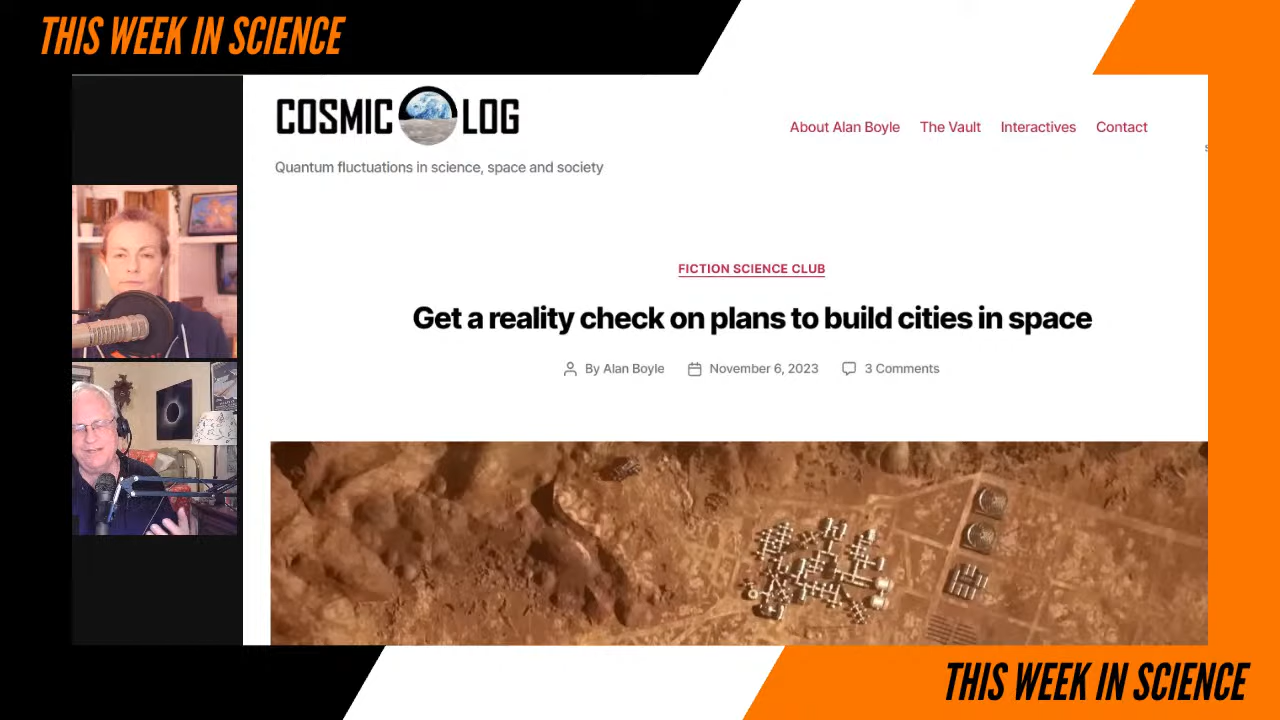 THIS WEEK IN SCIENCE
COSMIC LOG
About Alan Boyle The Vault Interactives Contact
Quantum fluctuations in science, space and society
FICTION SCIENCE CLUB
Get a reality check on plans to build cities in space
By Alan Boyle November 6, 2023 3 Comments
THIS WEEK IN SCIENCE